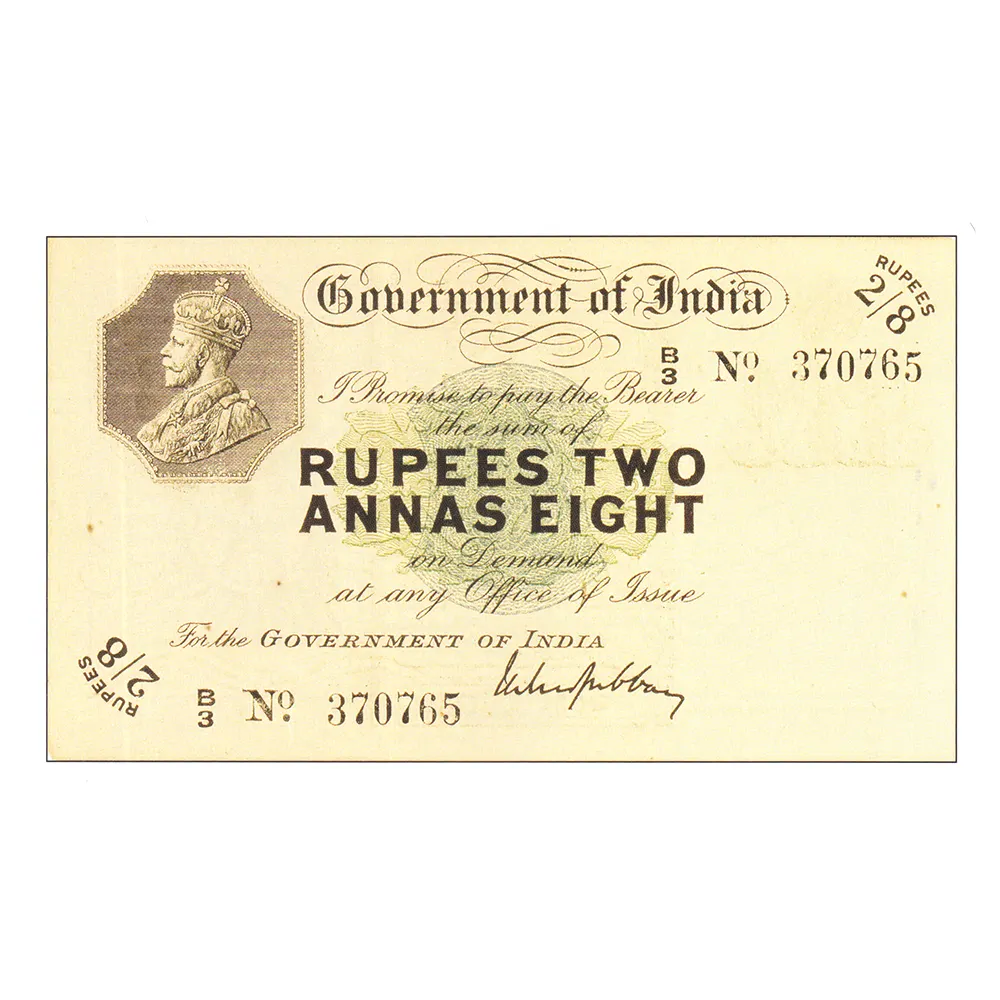 Government of India
RUPEES
2/8
B/3 Nº 370765
I Promise to pay the Bearer
the sum of
RUPEES TWO
ANNAS EIGHT
on Demand
at any Office of Issue
For the GOVERNMENT OF INDIA
RUPEES
2/8
B/3 Nº 370765